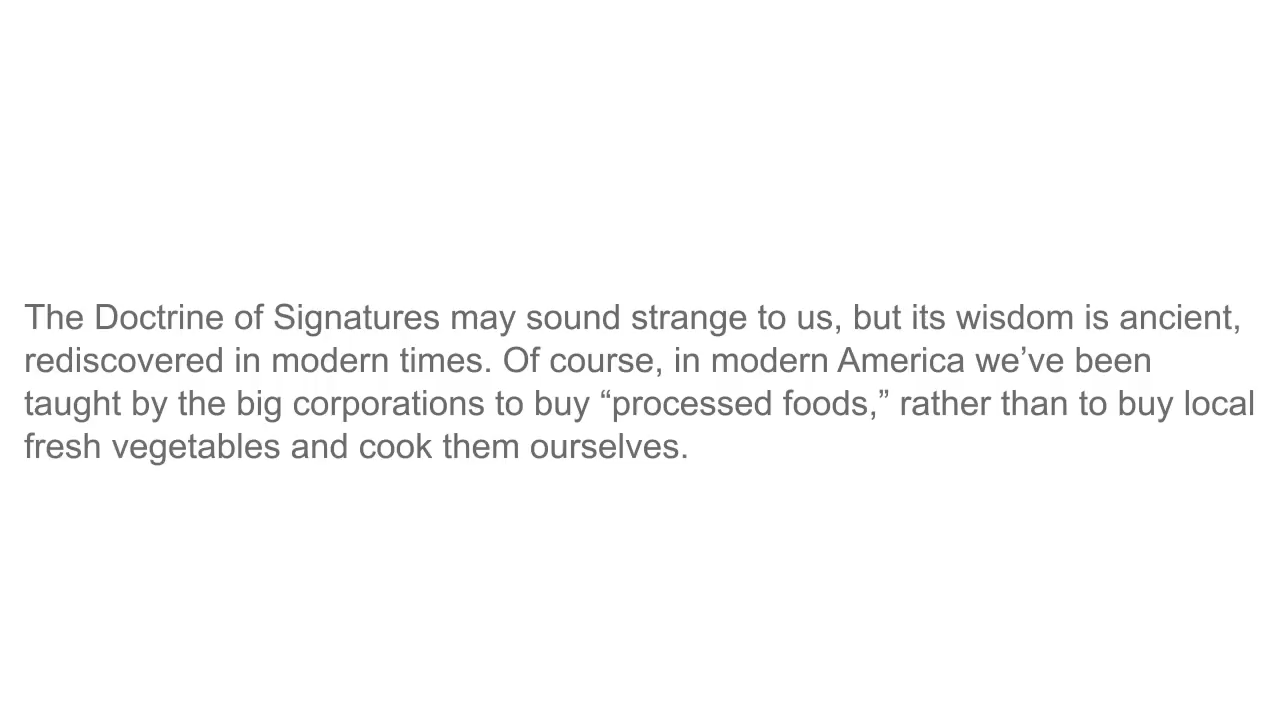 The Doctrine of Signatures may sound strange to us, but its wisdom is ancient,
rediscovered in modern times. Of course, in modern America we’ve been
taught by the big corporations to buy “processed foods,” rather than to buy local
fresh vegetables and cook them ourselves.